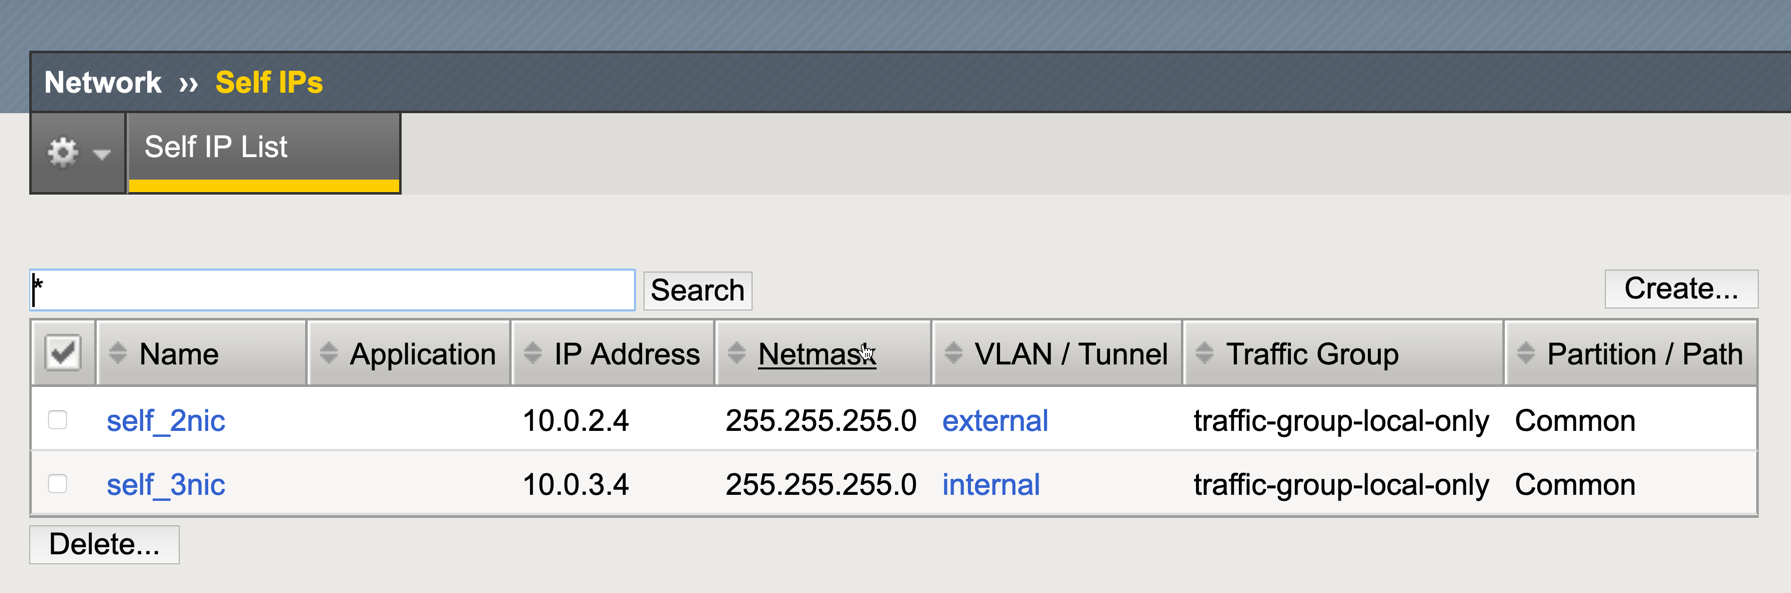 Network ›› Self IPs
Self IP List
* Search Create...
Name Application IP Address Netmask VLAN / Tunnel Traffic Group Partition / Path
self_2nic 10.0.2.4 255.255.255.0 external traffic-group-local-only Common
self_3nic 10.0.3.4 255.255.255.0 internal traffic-group-local-only Common
Delete...